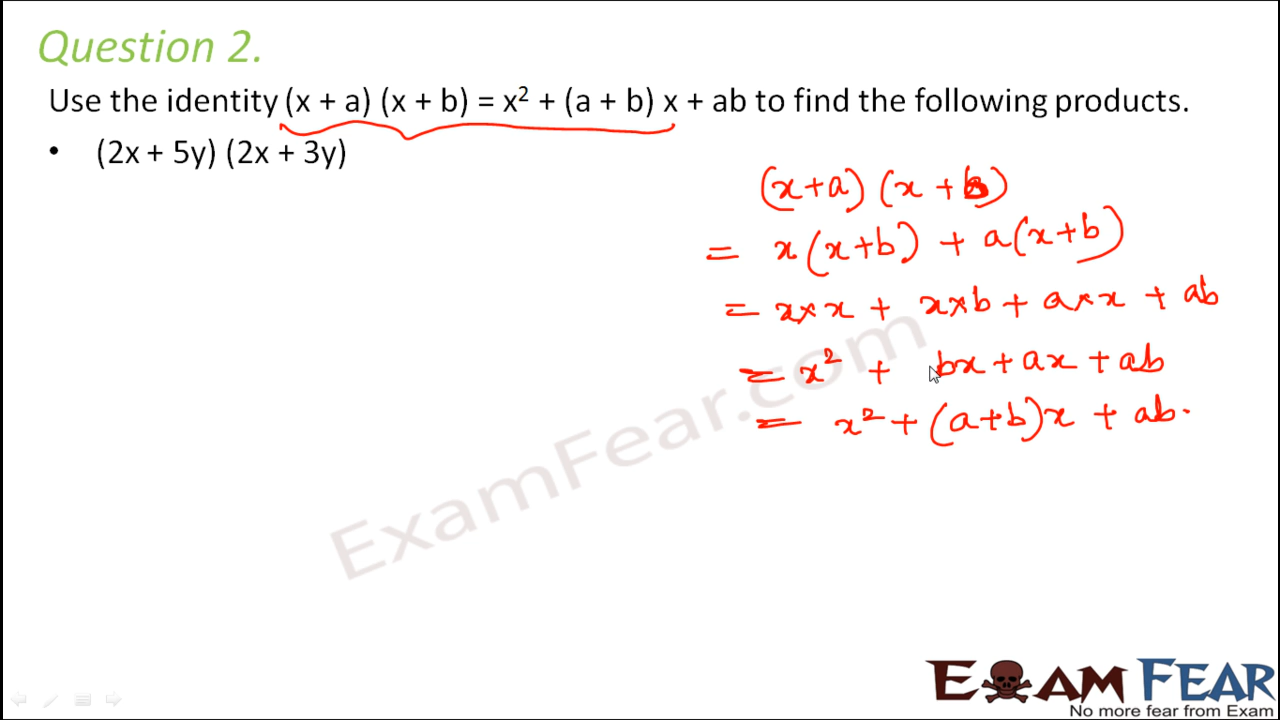 Question 2.
Use the identity (x + a) (x + b) = x² + (a + b) x + ab to find the following products.
• (2x + 5y) (2x + 3y)
(x+a) (x + b)
= x(x+b) + a(x+b)
= x×x + x×b + a×x + ab
= x² + bx + ax + ab
= x² + (a+b)x + ab.
ExamFear.com
EXAM FEAR
No more fear from Exam